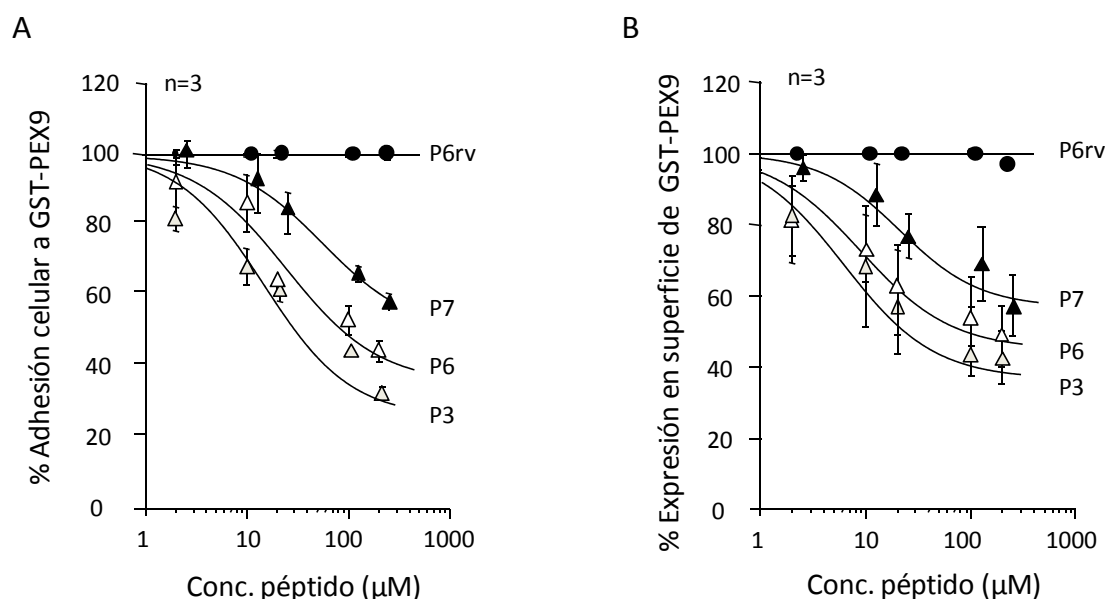 A
% Adhesión celular a GST-PEX9
n=3
120
100
80
60
40
20
0
P6rv
P7
P6
P3
1
10
100
1000
Conc. péptido (µM)
B
% Expresión en superficie de GST-PEX9
n=3
120
100
80
60
40
20
0
P6rv
P7
P6
P3
1
10
100
1000
Conc. péptido (µM)